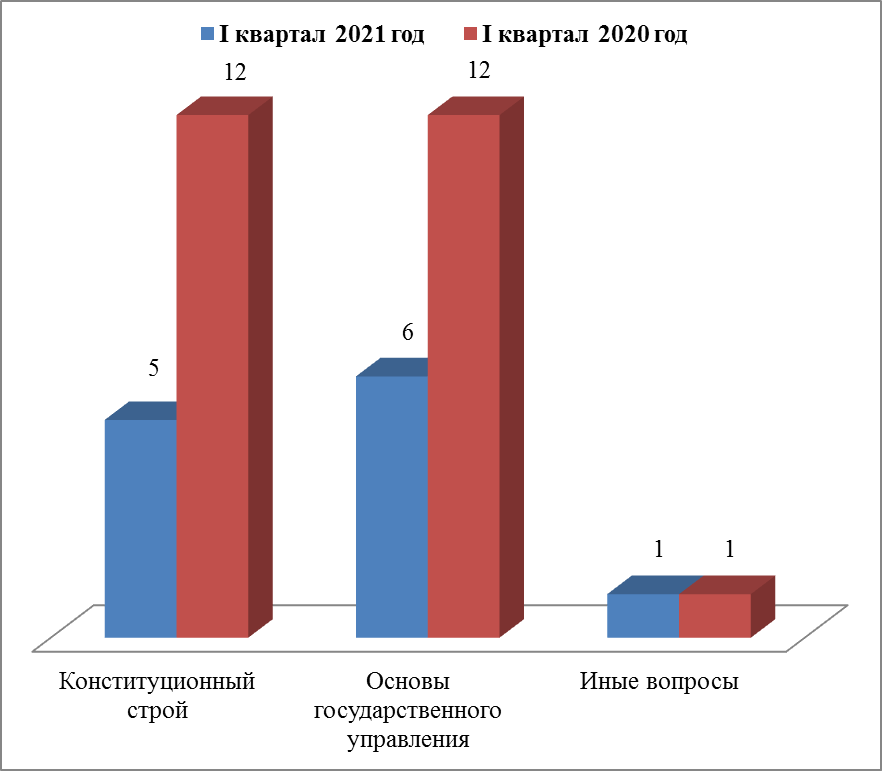 I квартал 2021 год I квартал 2020 год
12 12
6
5
1 1
Конституционный Основы Иные вопросы
строй государственного
управления